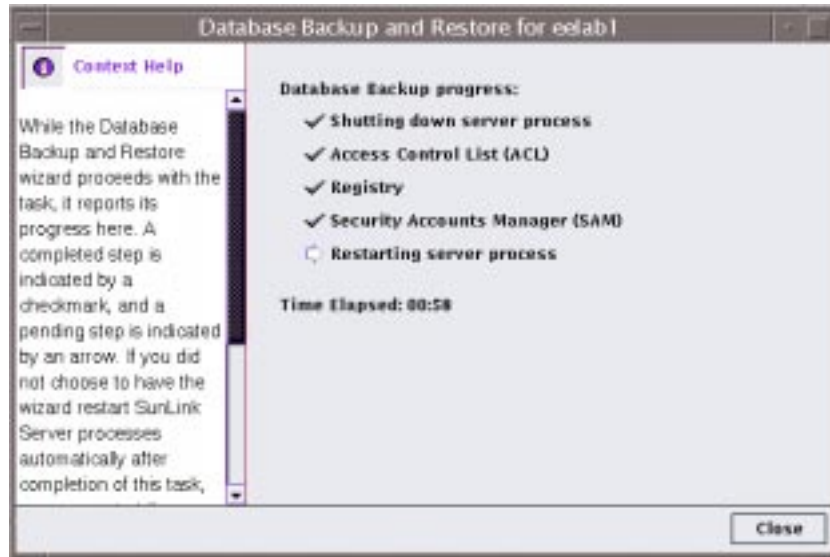 Database Backup and Restore for eelab1
Context Help
While the Database
Backup and Restore
wizard proceeds with the
task, it reports its
progress here. A
completed step is
indicated by a
checkmark, and a
pending step is indicated
by an arrow. If you did
not choose to have the
wizard restart SunLink
Server processes
automatically after
completion of this task,
Database Backup progress:
Shutting down server process
Access Control List (ACL)
Registry
Security Accounts Manager (SAM)
Restarting server process
Time Elapsed: 00:58
Close